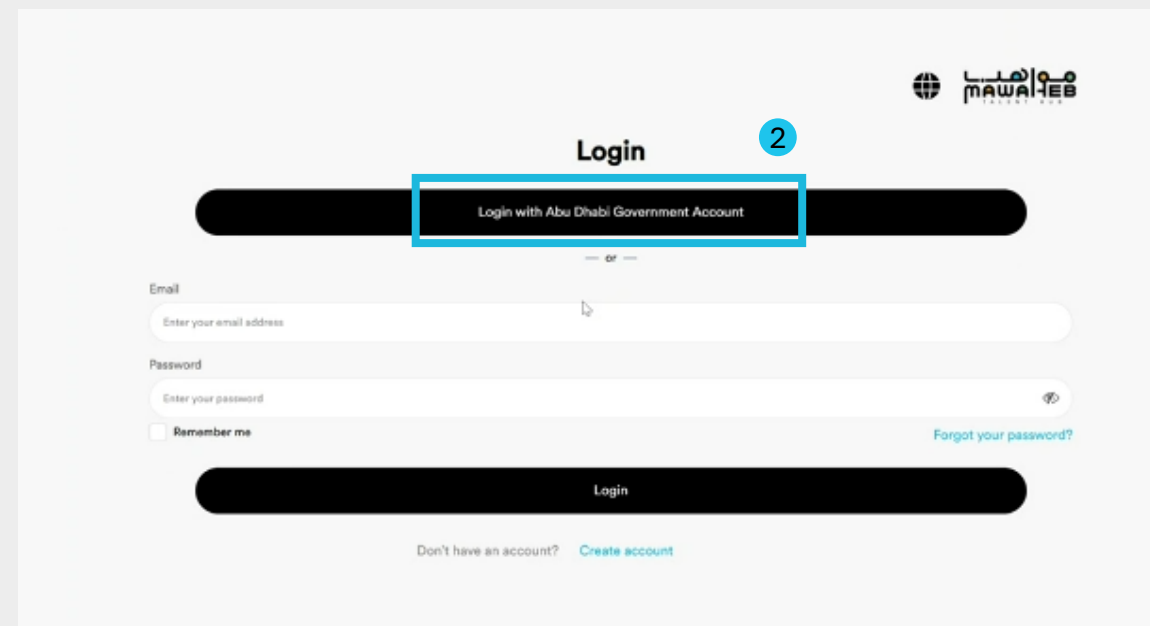 مواهب
MAWAHEB
TALENT HUB
Login
2
Login with Abu Dhabi Government Account
or
Email
Enter your email address
Password
Enter your password
Remember me
Forgot your password?
Login
Don't have an account? Create account